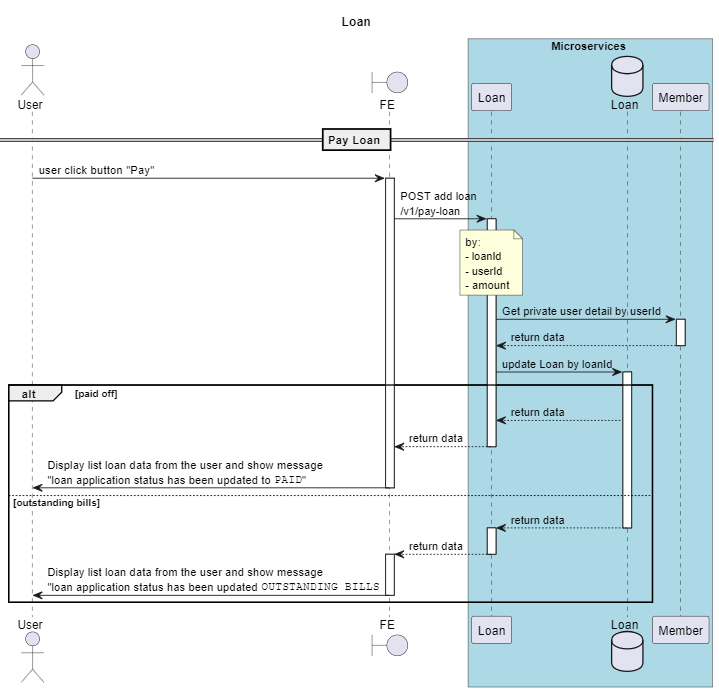 Loan
Microservices
User
FE
Loan
Loan
Member
Pay Loan
user click button "Pay"
POST add loan
/v1/pay-loan
by:
- loanId
- userId
- amount
Get private user detail by userId
return data
update Loan by loanId
alt
[paid off]
return data
return data
Display list loan data from the user and show message
"loan application status has been updated to PAID"
[outstanding bills]
return data
return data
Display list loan data from the user and show message
"loan application status has been updated OUTSTANDING BILLS
User
FE
Loan
Loan
Member